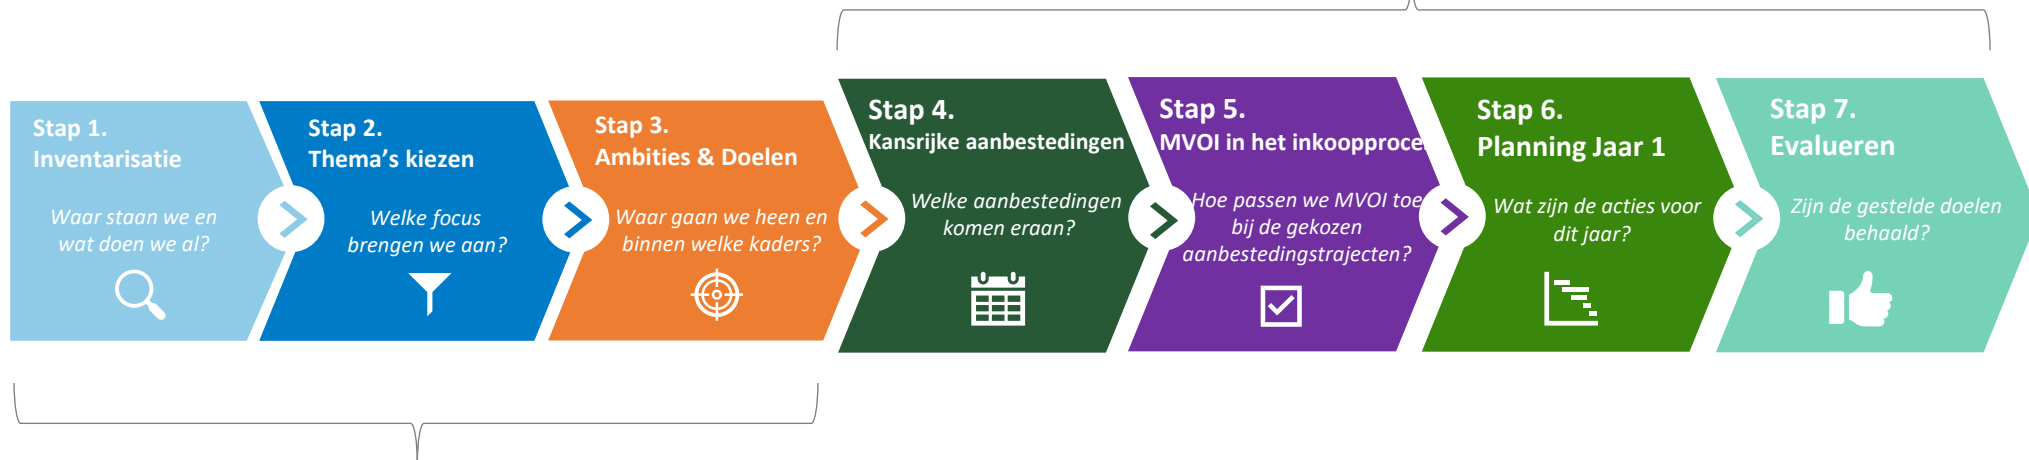 Stap 1.
Inventarisatie
Waar staan we en
wat doen we al?
Stap 2.
Thema's kiezen
Welke focus
brengen we aan?
Stap 3.
Ambities & Doelen
Waar gaan we heen en
binnen welke kaders?
Stap 4.
Kansrijke aanbestedingen
Welke aanbestedingen
komen eraan?
Stap 5.
MVOI in het inkoopproce
Hoe passen we MVOI toe
bij de gekozen
aanbestedingstrajecten?
Stap 6.
Planning Jaar 1
Wat zijn de acties voor
dit jaar?
Stap 7.
Evalueren
Zijn de gestelde doelen
behaald?